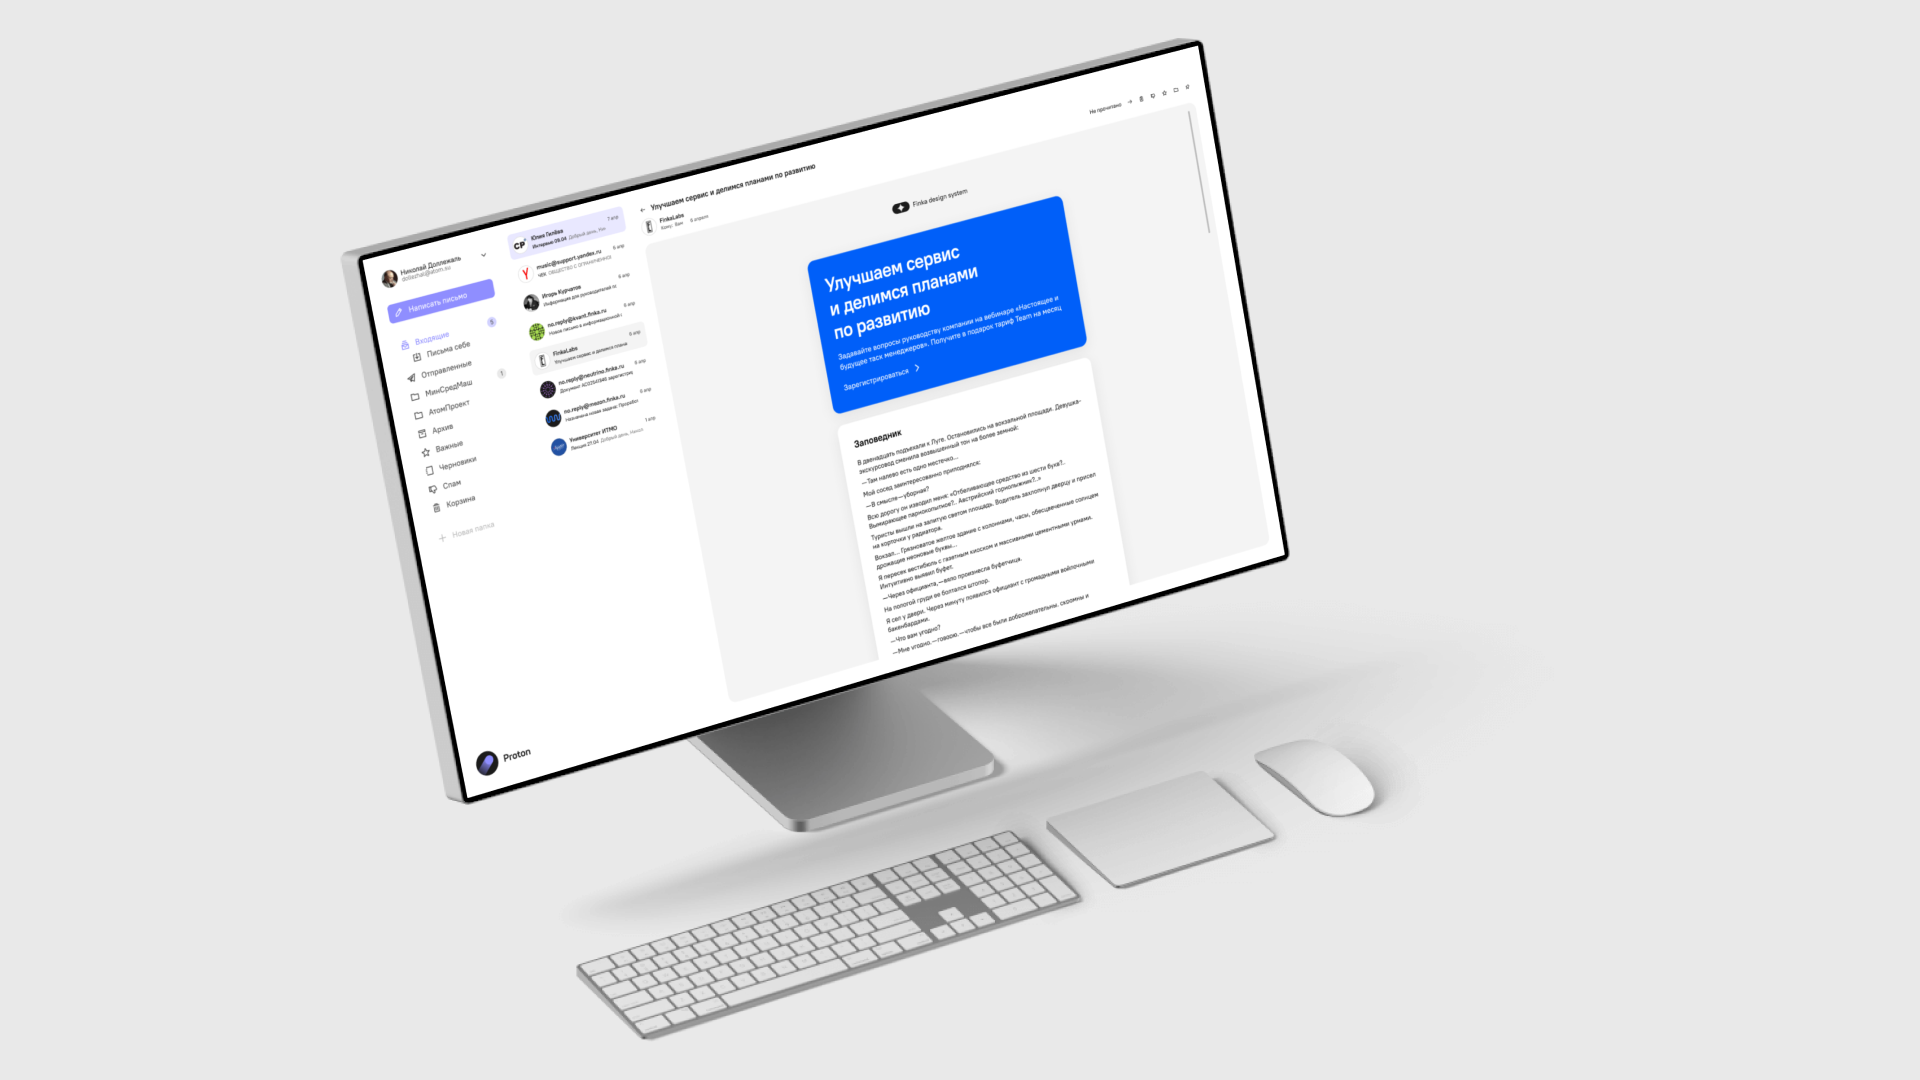 Николай Доллежаль
dollezhal@atom.su
Написать письмо
Входящие 5
Письма себе
Отправленные
МинСредМаш 1
АтомПроект
Архив
Важные
Черновики
Спам
Корзина
Новая папка
Proton
СР Юлия Гилёва 7 апр
Интервью 09.04 Добрый день, Ни
music@support.yandex.ru 6 апр
ЧЕК ОБЩЕСТВО С ОГРАНИЧЕННО
Игорь Курчатов 6 апр
Информация для руководителей по
no.reply@kvant.finka.ru 6 апр
Новое письмо в информационной
FinkaLabs 6 апр
Улучшаем сервис и делимся плана
no.reply@neutrino.finka.ru 6 апр
no.reply@mezon.finka.ru 6 апр
Назначена новая задача: Проработ
Университет ИТМО 1 апр
Лекция 27.04 Добрый день, Никол
Не прочитано
Улучшаем сервис и делимся планами по развитию
FinkaLabs 6 апреля
Кому: Вам
Finka design system
Улучшаем сервис
и делимся планами
по развитию
Задавайте вопросы руководству компании на вебинаре «Настоящее и
будущее таск менеджеров». Получите в подарок тариф Team на месяц
Зарегистрироваться
Заповедник
В двенадцать подъехали к Луге. Остановились на вокзальной площади. Девушка-
экскурсовод сменила возвышенный тон на более земной:
—Там налево есть одно местечко...
Мой сосед заинтересованно приподнялся:
—В смысле—уборная?
Всю дорогу он изводил меня: «Отбеливающее средство из шести букв?..
Вымирающее парнокопытное?.. Австрийский горнолыжник?..»
Туристы вышли на залитую светом площадь. Водитель захлопнул дверцу и присел
на корточки у радиатора.
Вокзал... Грязноватое желтое здание с колоннами, часы, обесцвеченные солнцем
дрожащие неоновые буквы...
Я пересек вестибюль с газетным киоском и массивными цементными урнами.
Интуитивно выявил буфет.
—Через официанта,—вяло произнесла буфетчица.
На пологой груди ее болтался штопор.
Я сел у двери. Через минуту появился официант с громадными войлочными
бакенбардами.
—Что вам угодно?
—Мне угодно,—говорю,—чтобы все были доброжелательны, скромны и